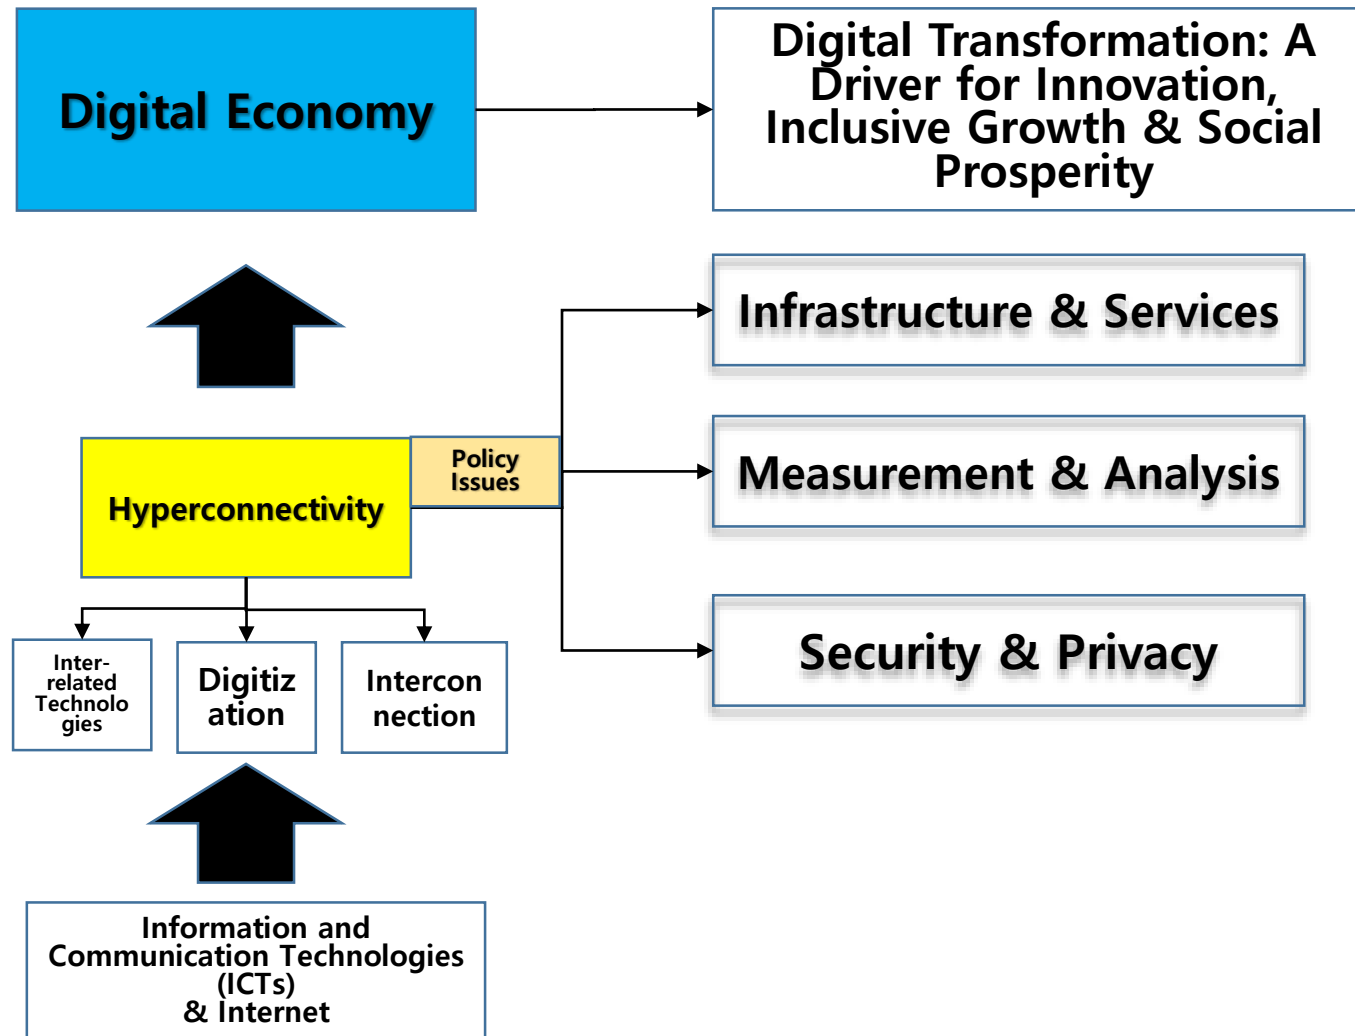 Digital Economy
Digital Transformation: A
Driver for Innovation,
Inclusive Growth & Social
Prosperity
Infrastructure & Services
Policy
Issues
Hyperconnectivity
Measurement & Analysis
Security & Privacy
Inter-
related
Technolo
gies
Digitiz
ation
Intercon
nection
Information and
Communication Technologies
(ICTs)
& Internet